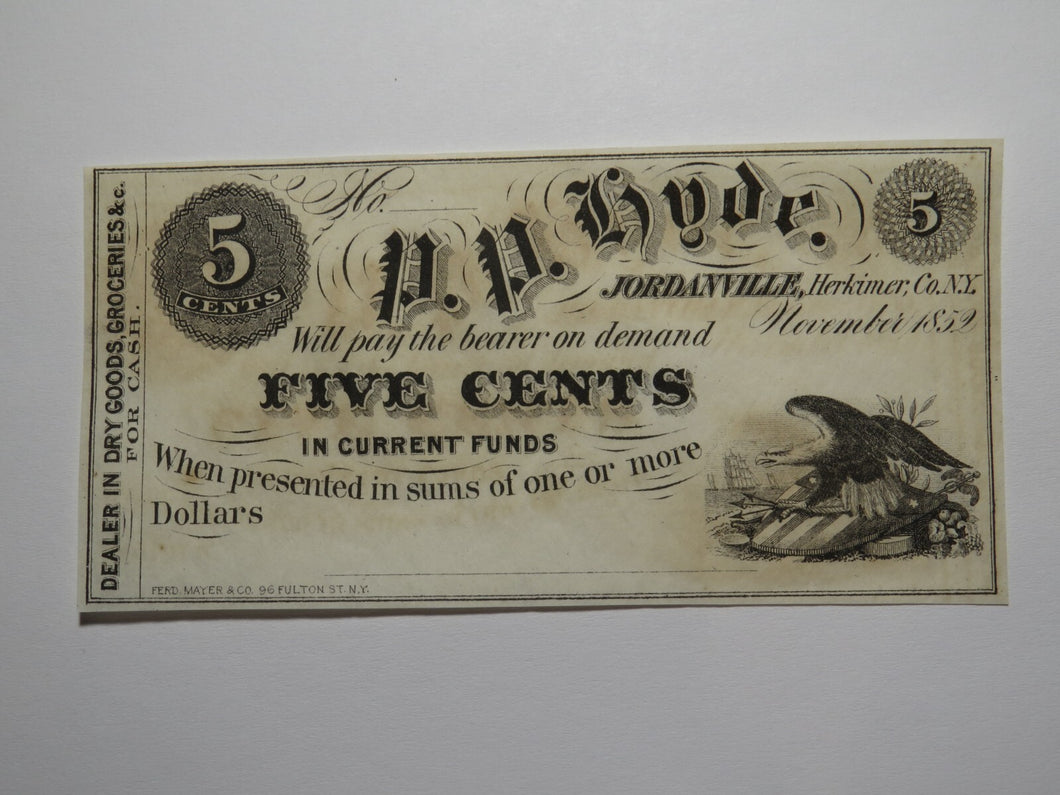 DEALER IN DRY GOODS, GROCERIES & c.
FOR CASH.
5
CENTS
No.
P. P. Hyde.
5
JORDANVILLE, Herkimer, Co. N.Y.
November 1859
Will pay the bearer on demand
FIVE CENTS
IN CURRENT FUNDS
When presented in sums of one or more
Dollars
FERD. MAYER & CO. 96 FULTON ST. N.Y.